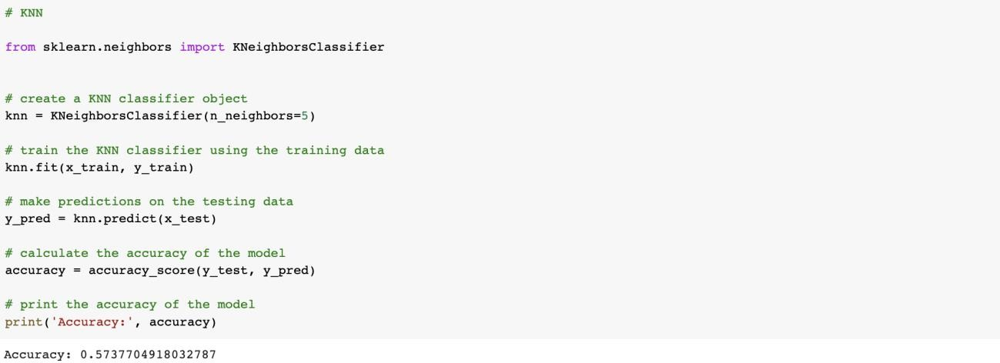 # KNN
from sklearn.neighbors import KNeighborsClassifier
# create a KNN classifier object
knn = KNeighborsClassifier(n_neighbors=5)
# train the KNN classifier using the training data
knn.fit(x_train, y_train)
# make predictions on the testing data
y_pred = knn.predict(x_test)
# calculate the accuracy of the model
accuracy = accuracy_score(y_test, y_pred)
# print the accuracy of the model
print('Accuracy:', accuracy)
Accuracy: 0.5737704918032787